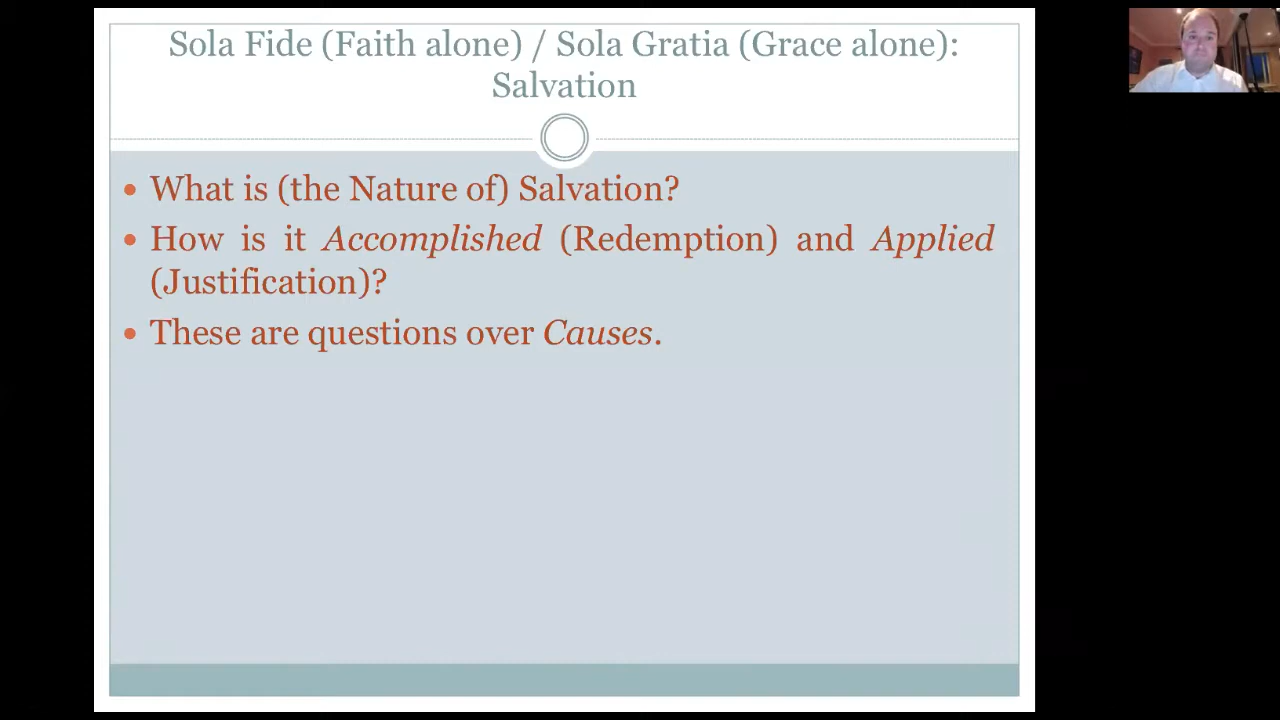 Sola Fide (Faith alone) / Sola Gratia (Grace alone):
Salvation
• What is (the Nature of) Salvation?
• How is it Accomplished (Redemption) and Applied
(Justification)?
• These are questions over Causes.